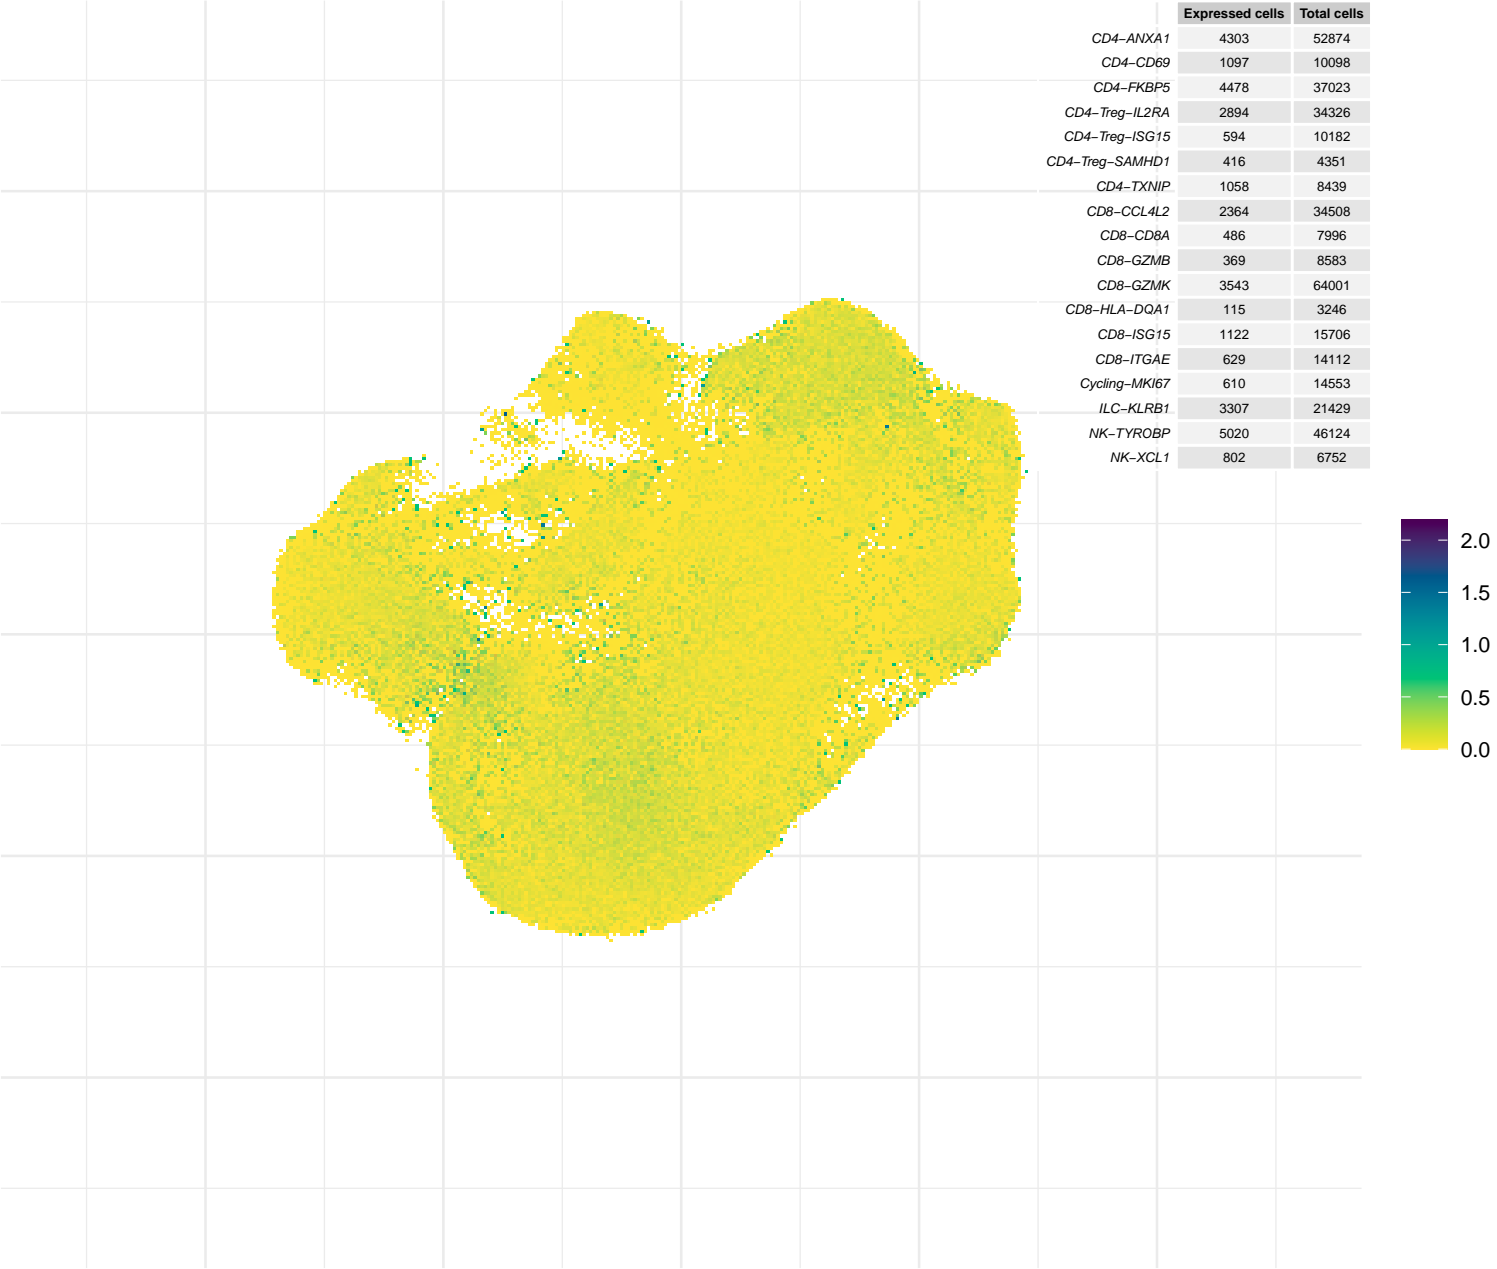 Expressed cells Total cells
CD4−ANXA1 4303 52874
CD4−CD69 1097 10098
CD4−FKBP5 4478 37023
CD4−Treg−IL2RA 2894 34326
CD4−Treg−ISG15 594 10182
CD4−Treg−SAMHD1 416 4351
CD4−TXNIP 1058 8439
CD8−CCL4L2 2364 34508
CD8−CD8A 486 7996
CD8−GZMB 369 8583
CD8−GZMK 3543 64001
CD8−HLA−DQA1 115 3246
CD8−ISG15 1122 15706
CD8−ITGAE 629 14112
Cycling−MKI67 610 14553
ILC−KLRB1 3307 21429
NK−TYROBP 5020 46124
NK−XCL1 802 6752
2.0
1.5
1.0
0.5
0.0